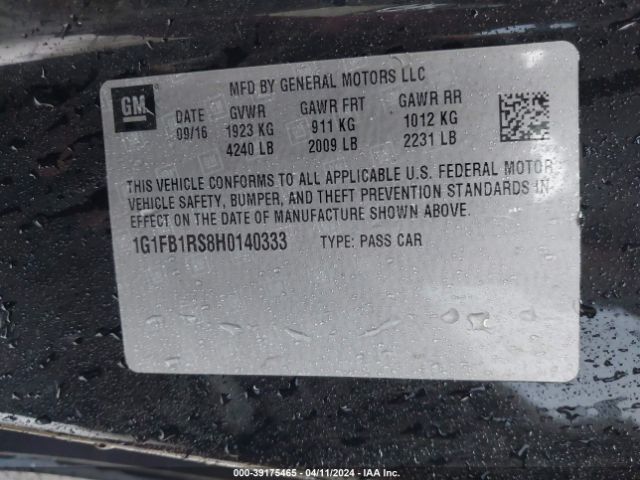 MFD BY GENERAL MOTORS LLC
GM
DATE GVWR GAWR FRT GAWR RR
09/16 1923 KG 911 KG 1012 KG
4240 LB 2009 LB 2231 LB
THIS VEHICLE CONFORMS TO ALL APPLICABLE U.S. FEDERAL MOTOR
VEHICLE SAFETY, BUMPER, AND THEFT PREVENTION STANDARDS IN
EFFECT ON THE DATE OF MANUFACTURE SHOWN ABOVE.
1G1FB1RS8H0140333 TYPE: PASS CAR
000-39175465 - 04/11/2024 - IAA Inc.